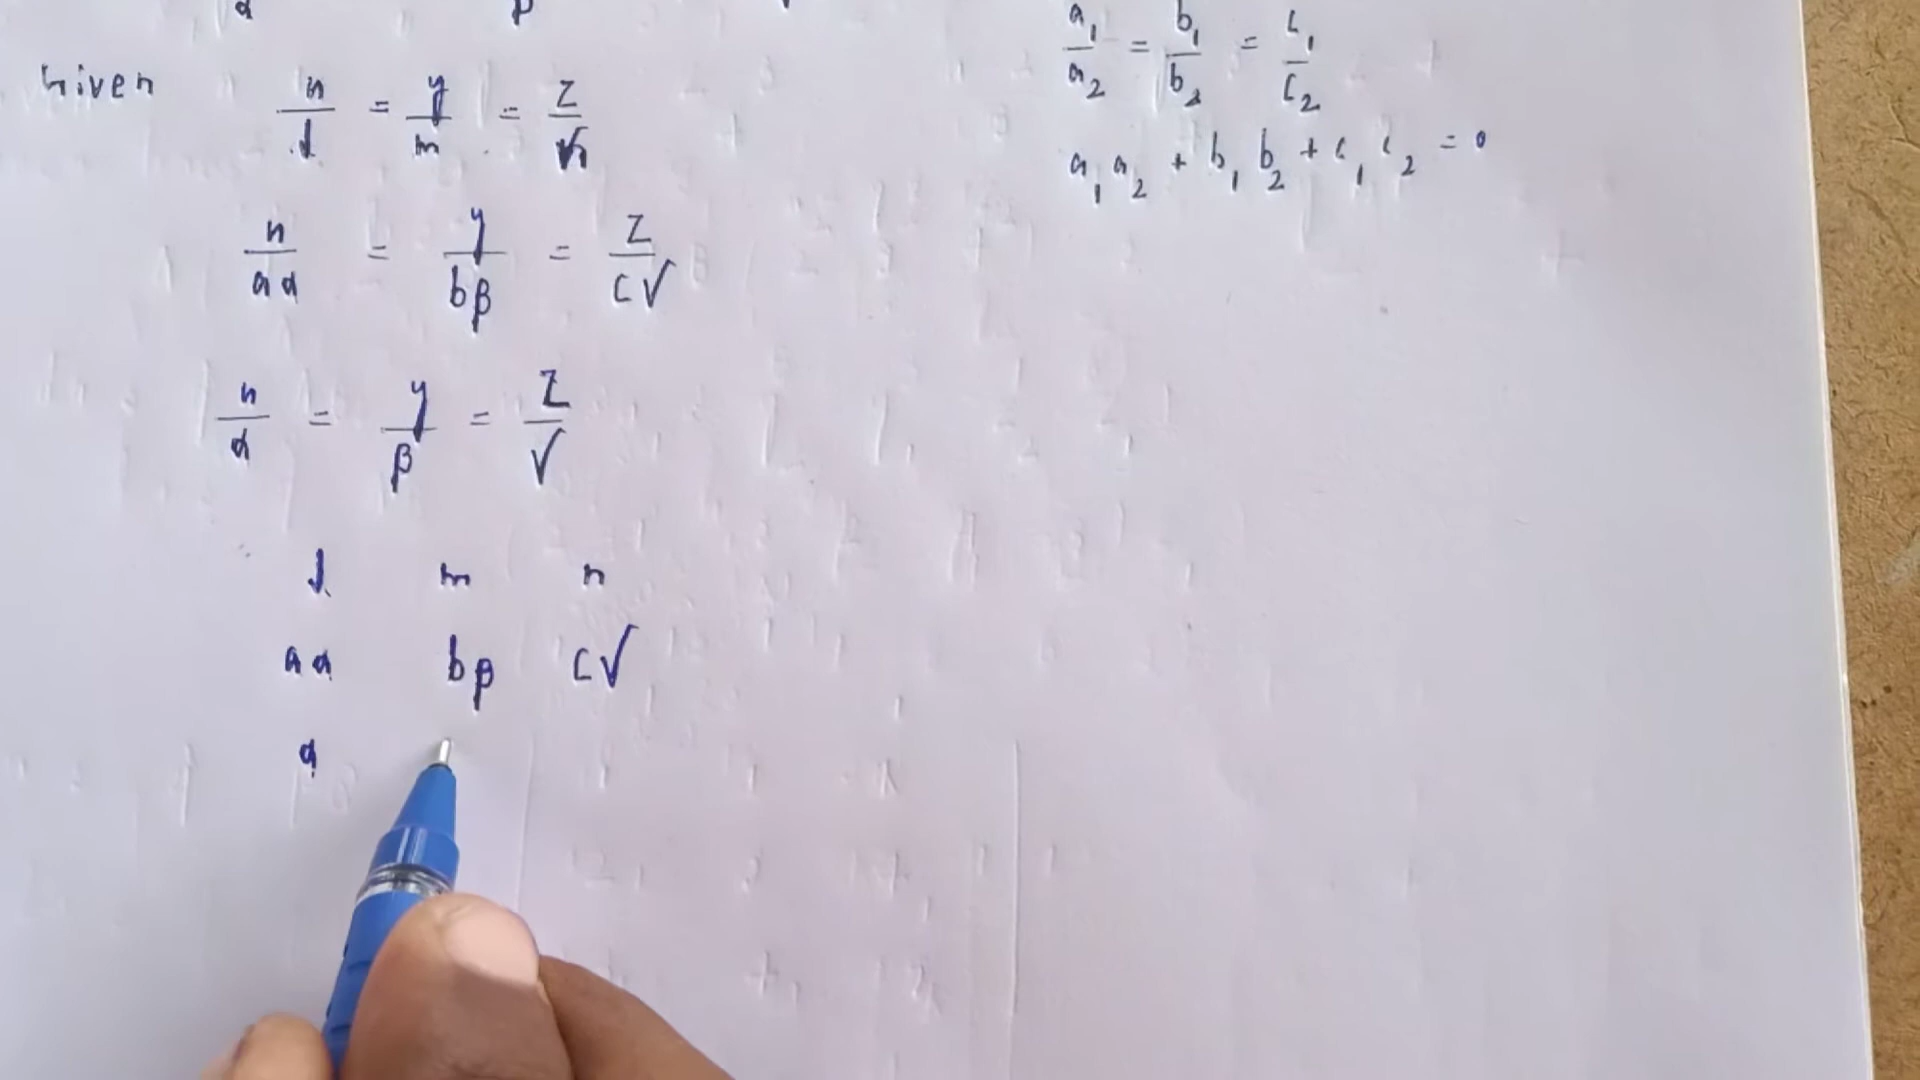 α β γ
Given x/l = y/m = z/n
x/aα = y/bβ = z/cγ
x/α = y/β = z/γ
l m n
aα bβ cγ
α
a₁/a₂ = b₁/b₂ = c₁/c₂
a₁a₂ + b₁b₂ + c₁c₂ = 0